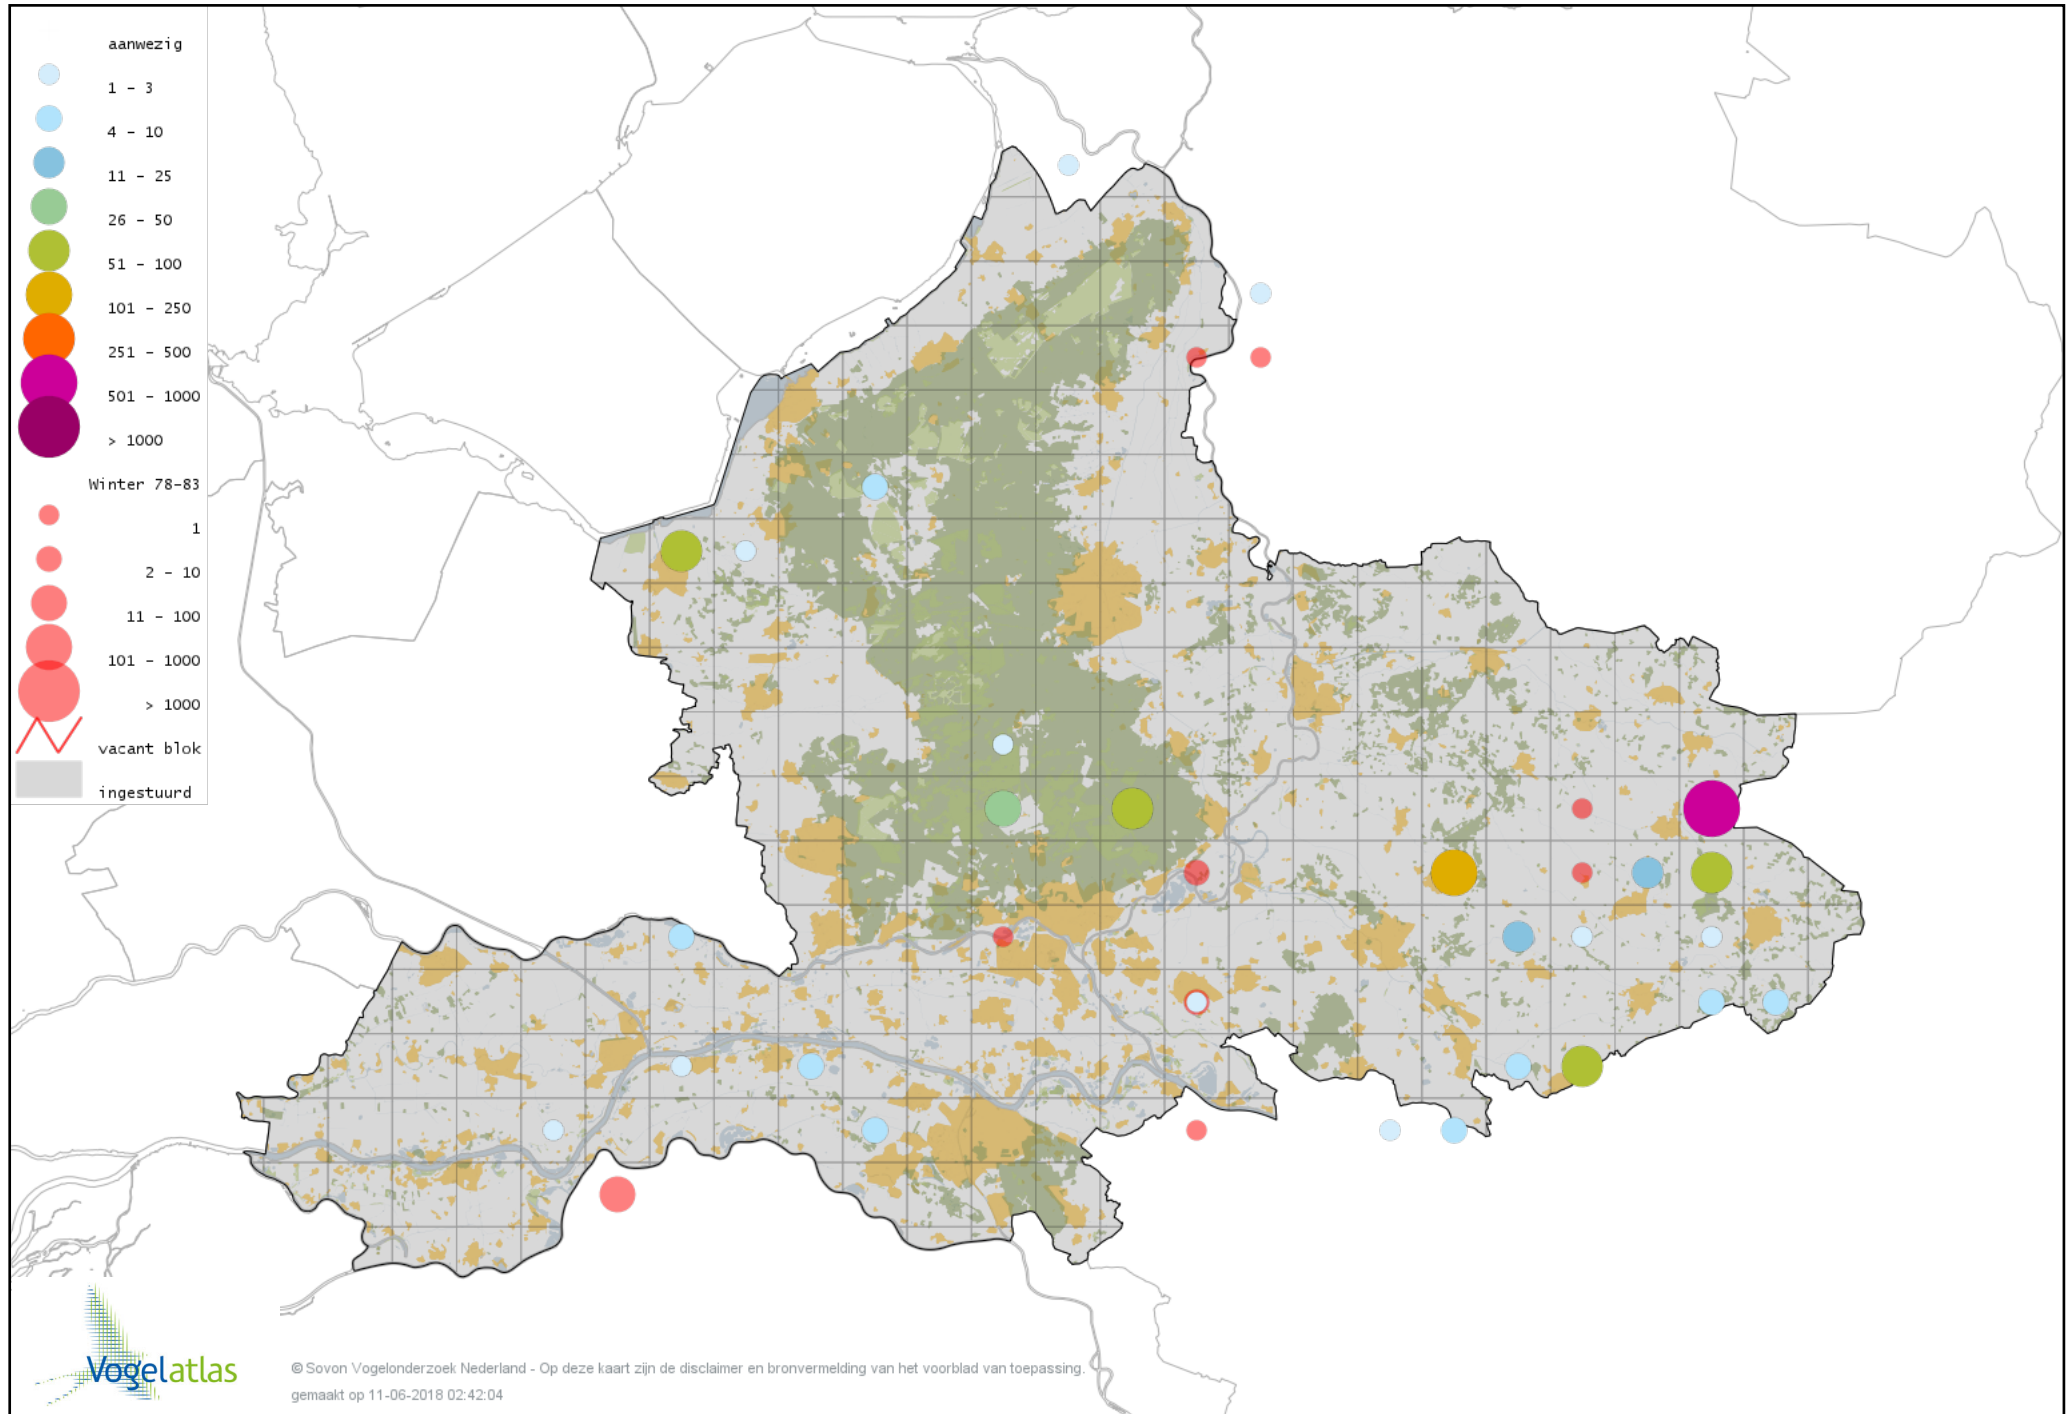 aanwezig
1 - 3
4 - 10
11 - 25
26 - 50
51 - 100
101 - 250
251 - 500
501 - 1000
> 1000
Winter 78-83
1
2 - 10
11 - 100
101 - 1000
> 1000
vacant blok
ingestuurd
Vogelatlas
© Sovon Vogelonderzoek Nederland - Op deze kaart zijn de disclaimer en bronvermelding van het voorblad van toepassing.
gemaakt op 11-06-2018 02:42:04